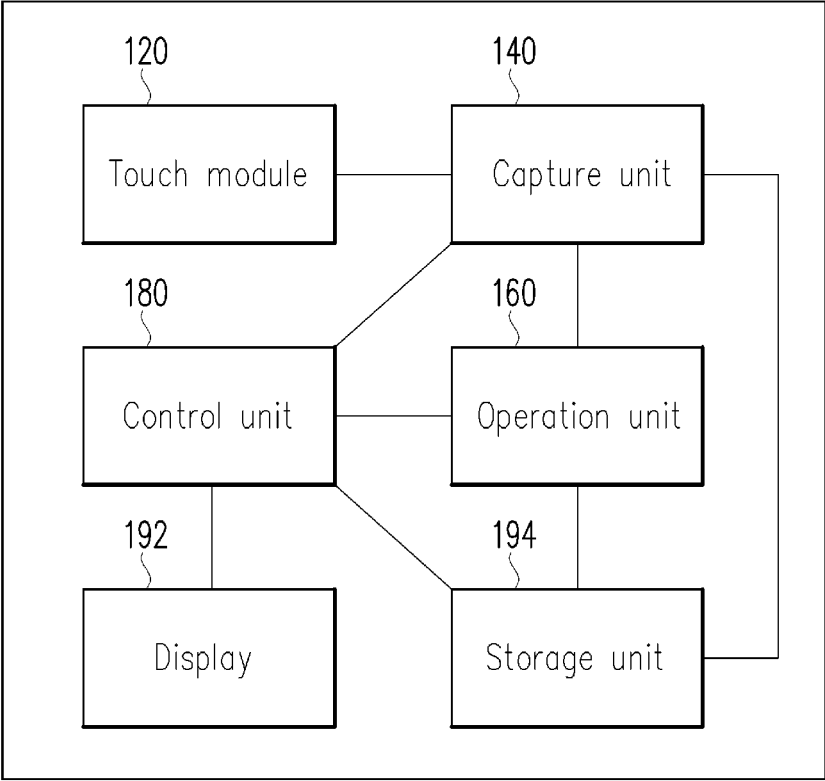 120
140
Touch module
Capture unit
180
160
Control unit
Operation unit
192
194
Display
Storage unit